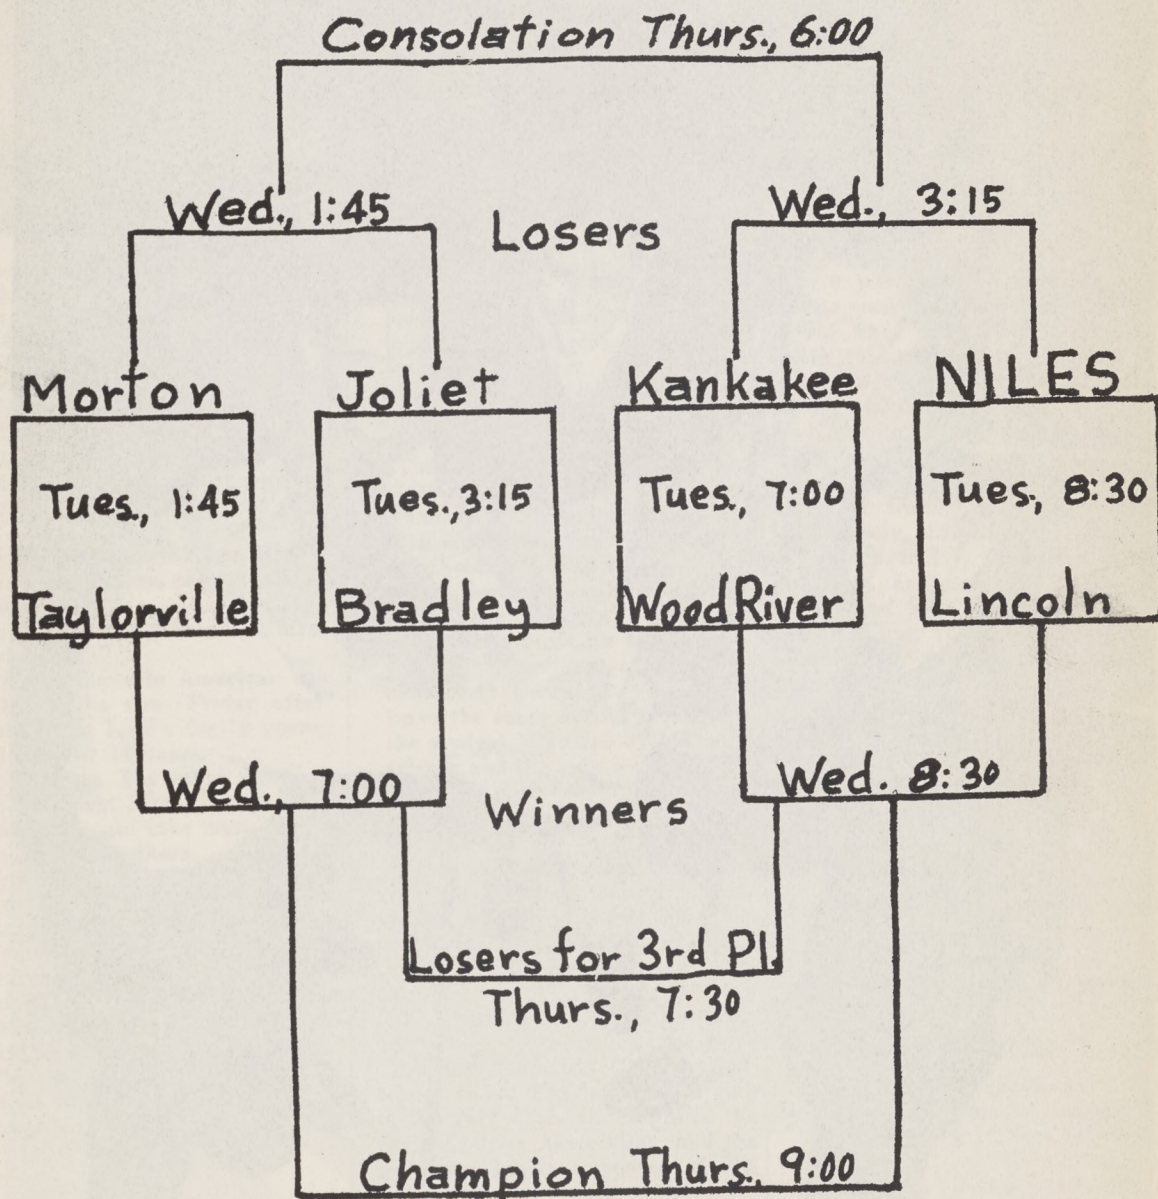 Consolation Thurs., 6:00
Wed., 1:45
Wed., 3:15
Losers
Morton
Joliet
Kankakee
NILES
Tues., 1:45
Tues., 3:15
Tues., 7:00
Tues., 8:30
Taylorville
Bradley
Wood River
Lincoln
Wed., 7:00
Wed. 8:30
Winners
Losers for 3rd Pl.
Thurs., 7:30
Champion Thurs., 9:00